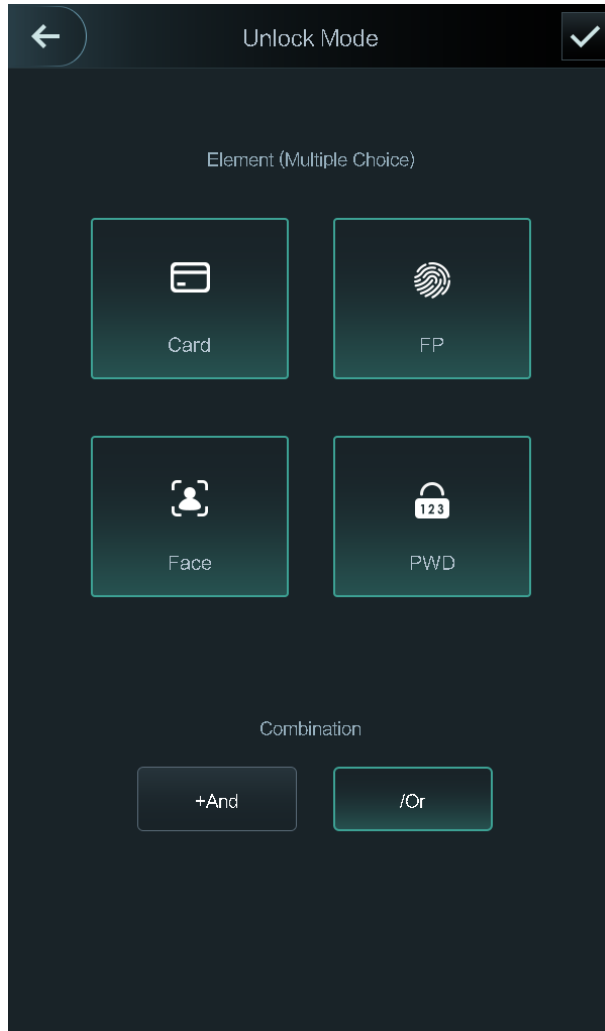 Unlock Mode
Element (Multiple Choice)
Card
FP
Face
123
PWD
Combination
+And
/Or